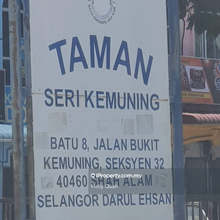 TAMAN
SERI KEMUNING
BATU 8, JALAN BUKIT
KEMUNING, SEKSYEN 32
iProperty.com.my
40460 SHAH ALAM
SELANGOR DARUL EHSAN